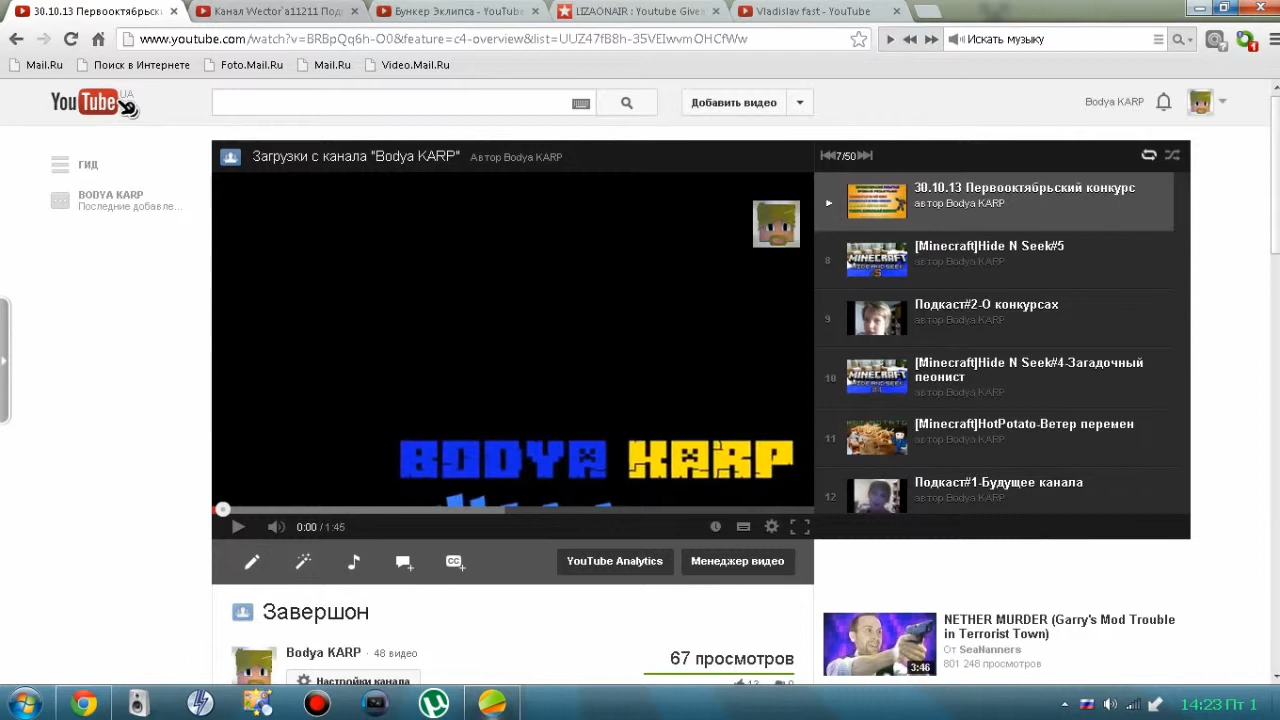 30.10.13 Первооктябрьски
Канал Wector'a11211 Под
Бункер Эклипса - YouTube
LIZAONAIR : Youtube Give
Vladislav fast - YouTube
www.youtube.com/watch?v=BRBpQq6h-O0&feature=c4-overview&list=UUZ47fB8h-35VEIwvmOHCfWw
Искать музыку
Mail.Ru
Поиск в Интернете
Foto.Mail.Ru
Mail.Ru
Video.Mail.Ru
YouTube UA
Добавить видео
Bodya KARP
ГИД
BODYA KARP
Последние добавле...
Загрузки с канала "Bodya KARP" Автор Bodya KARP
7/50
30.10.13 Первооктябрьский конкурс
автор Bodya KARP
8
[Minecraft]Hide N Seek#5
автор Bodya KARP
9
Подкаст#2-О конкурсах
автор Bodya KARP
10
[Minecraft]Hide N Seek#4-Загадочный
пеонист
автор Bodya KARP
11
[Minecraft]HotPotato-Ветер перемен
автор Bodya KARP
12
Подкаст#1-Будущее канала
автор Bodya KARP
BODYA KARP
0:00 / 1:45
CC
YouTube Analytics
Менеджер видео
Завершон
Bodya KARP · 48 видео
Настройки канала
67 просмотров
NETHER MURDER (Garry's Mod Trouble
in Terrorist Town)
От SeaNanners
801 248 просмотров
3:46
14:23 Пт 1